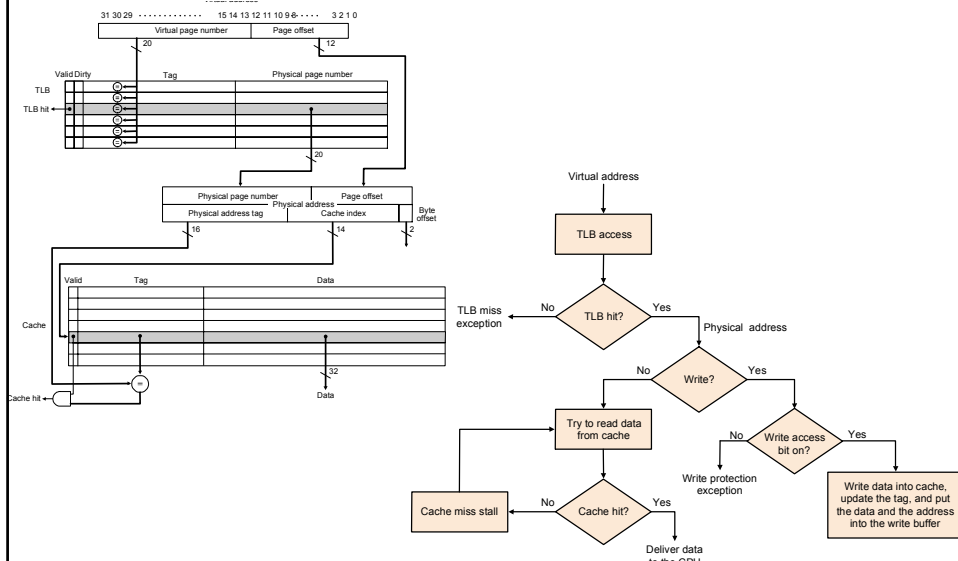 31 30 29 ··················· 15 14 13 12 11 10 9 8······ 3 2 1 0
Virtual page number
Page offset
20
12
Valid Dirty
Tag
Physical page number
TLB
TLB hit
=
=
=
=
=
=
20
Physical page number
Page offset
Physical address
Physical address tag
Cache index
Byte
offset
16
14
2
Valid
Tag
Data
Cache
32
Data
=
Cache hit
Virtual address
TLB access
TLB hit?
No
Yes
TLB miss
exception
Physical address
Write?
No
Yes
Try to read data
from cache
Write access
bit on?
No
Yes
Write protection
exception
Write data into cache,
update the tag, and put
the data and the address
into the write buffer
Cache hit?
No
Yes
Cache miss stall
Deliver data